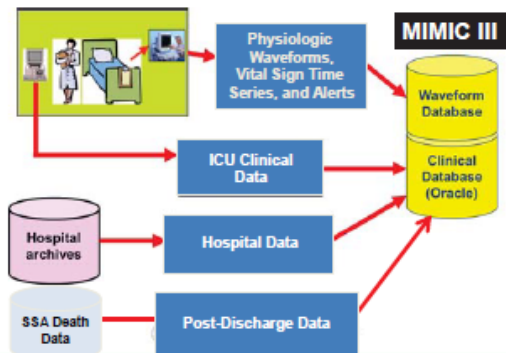 MIMIC III
Physiologic
Waveforms,
Vital Sign Time
Series, and Alerts
Waveform
Database
ICU Clinical
Data
Clinical
Database
(Oracle)
Hospital
archives
Hospital Data
SSA Death
Data
Post-Discharge Data